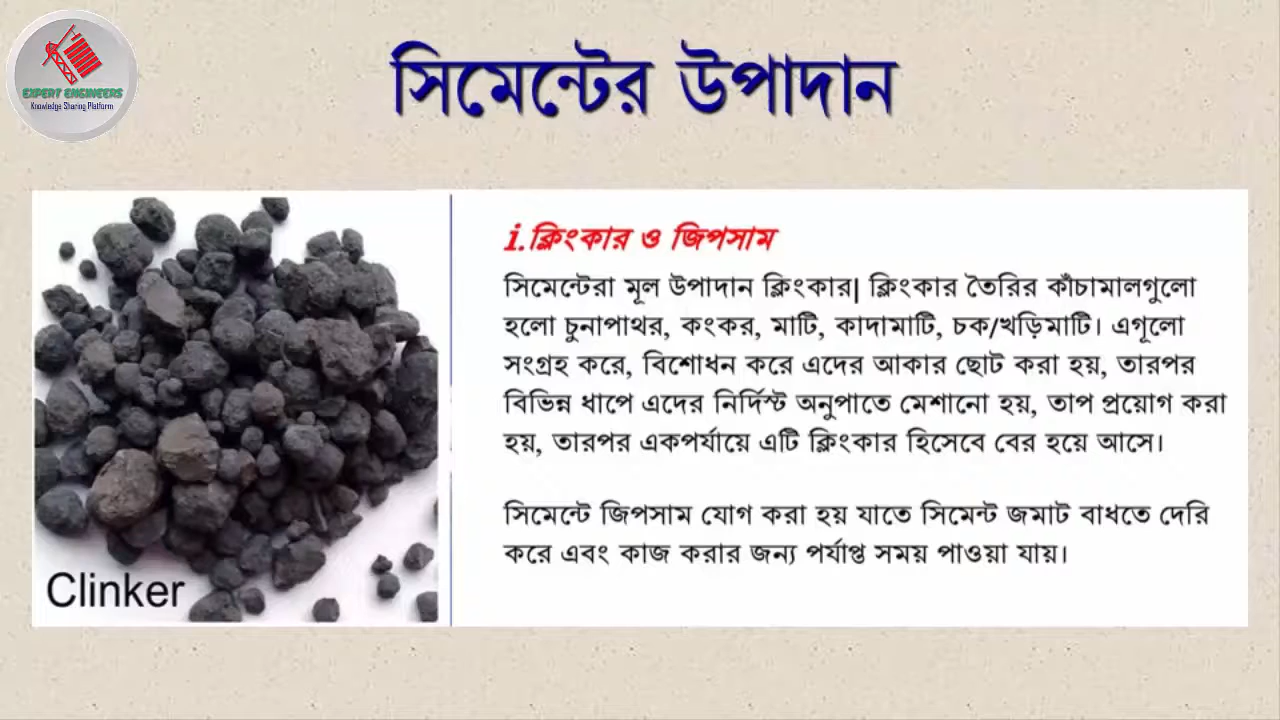 EXPERT ENGINEERS
Knowledge Sharing Platform
সিমেন্টের উপাদান
i.ক্লিংকার ও জিপসাম
সিমেন্টেরা মূল উপাদান ক্লিংকার| ক্লিংকার তৈরির কাঁচামালগুলো
হলো চুনাপাথর, কংকর, মাটি, কাদামাটি, চক/খড়িমাটি। এগূলো
সংগ্রহ করে, বিশোধন করে এদের আকার ছোট করা হয়, তারপর
বিভিন্ন ধাপে এদের নির্দিস্ট অনুপাতে মেশানো হয়, তাপ প্রয়োগ করা
হয়, তারপর একপর্যায়ে এটি ক্লিংকার হিসেবে বের হয়ে আসে।
সিমেন্টে জিপসাম যোগ করা হয় যাতে সিমেন্ট জমাট বাধতে দেরি
করে এবং কাজ করার জন্য পর্যাপ্ত সময় পাওয়া যায়।
Clinker